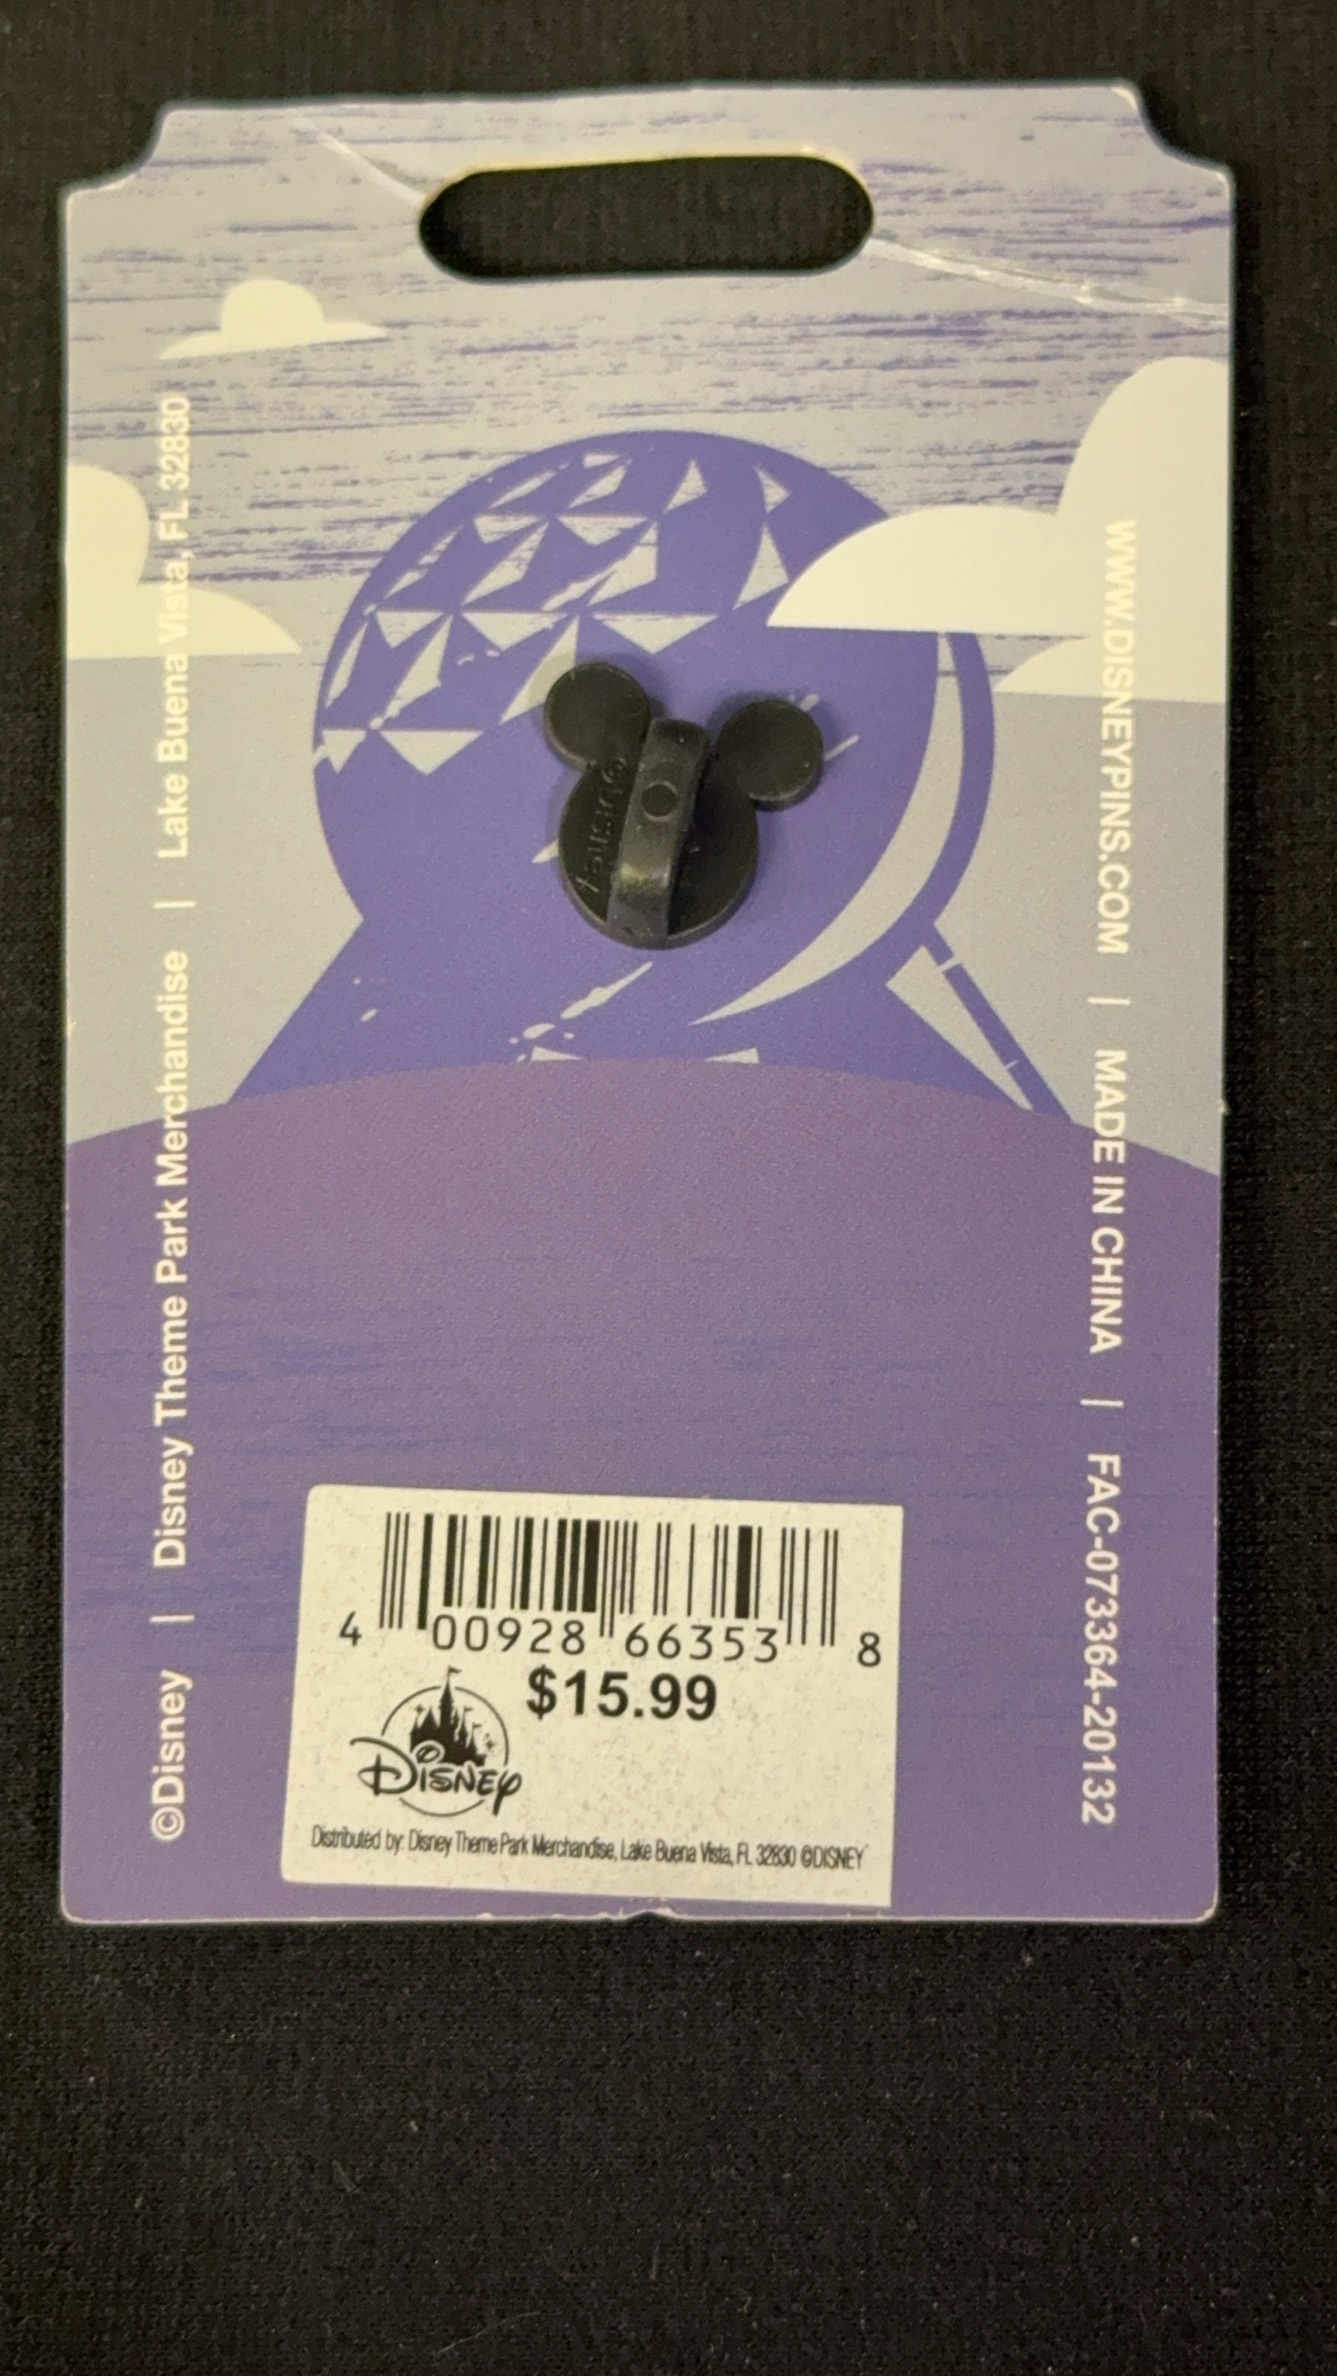 ©Disney | Disney Theme Park Merchandise | Lake Buena Vista, FL 32830
WWW.DISNEYPINS.COM | MADE IN CHINA | FAC-073364-20132
Disney©
4 00928 66353 8
$15.99
Disney
Distributed by: Disney Theme Park Merchandise, Lake Buena Vista, FL 32830 ©DISNEY